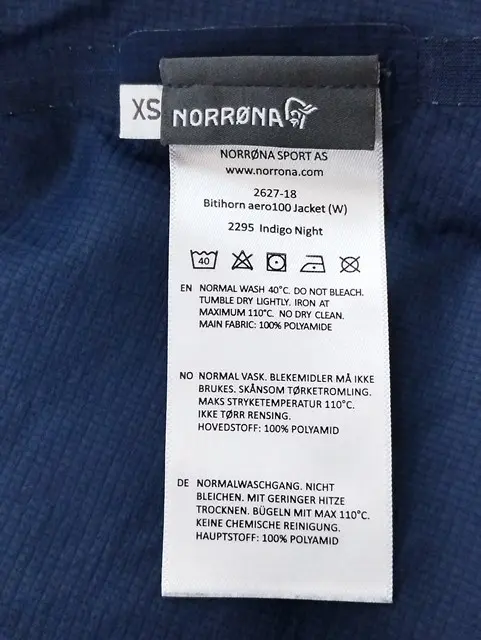 XS
NORRØNA
NORRØNA SPORT AS
www.norrona.com
2627-18
Bitihorn aero100 Jacket (W)
2295 Indigo Night
40
EN NORMAL WASH 40°C. DO NOT BLEACH.
TUMBLE DRY LIGHTLY. IRON AT
MAXIMUM 110°C. NO DRY CLEAN.
MAIN FABRIC: 100% POLYAMIDE
NO NORMAL VASK. BLEKEMIDLER MÅ IKKE
BRUKES. SKÅNSOM TØRKETROMLING.
MAKS STRYKETEMPERATUR 110°C.
IKKE TØRR RENSING.
HOVEDSTOFF: 100% POLYAMID
DE NORMALWASCHGANG. NICHT
BLEICHEN. MIT GERINGER HITZE
TROCKNEN. BÜGELN MIT MAX 110°C.
KEINE CHEMISCHE REINIGUNG.
HAUPTSTOFF: 100% POLYAMID